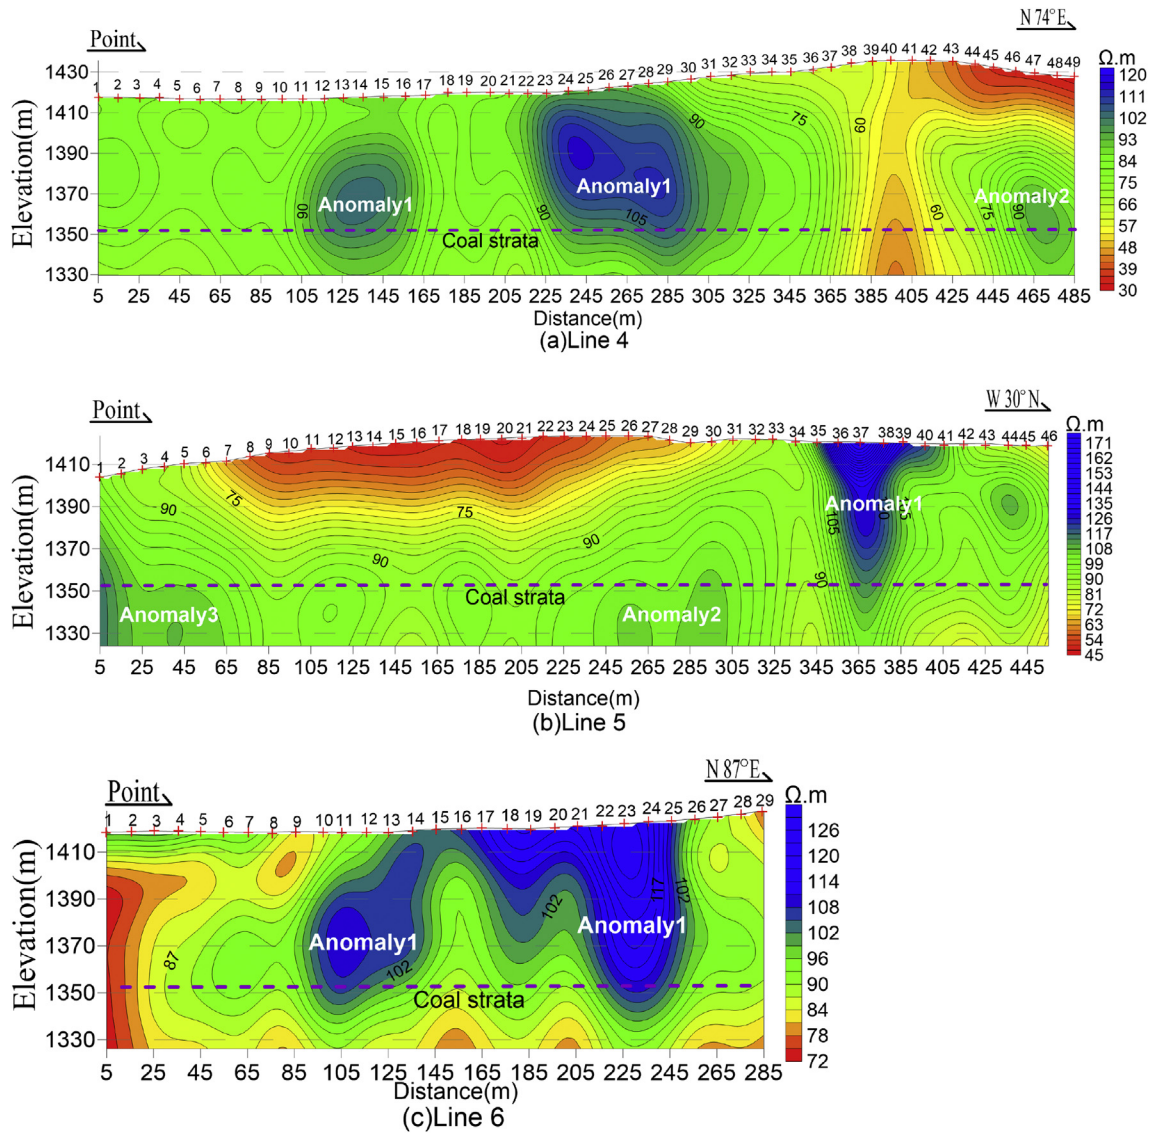 Point
N 74°E
1 2 3 4 5 6 7 8 9 10 11 12 13 14 15 16 17 18 19 20 21 22 23 24 25 26 27 28 29 30 31 32 33 34 35 36 37 38 39 40 41 42 43 44 45 46 47 48 49
Elevation(m)
1430
1410
1390
1370
1350
1330
90
90
90
105
75
60
60
75
90
Anomaly1
Anomaly1
Anomaly2
Coal strata
5 25 45 65 85 105 125 145 165 185 205 225 245 265 285 305 325 345 365 385 405 425 445 465 485
Distance(m)
(a)Line 4
Ω.m
120
111
102
93
84
75
66
57
48
39
30
Point
W 30°N
1 2 3 4 5 6 7 8 9 10 11 12 13 14 15 16 17 18 19 20 21 22 23 24 25 26 27 28 29 30 31 32 33 34 35 36 37 38 39 40 41 42 43 44 45 46
Elevation(m)
1410
1390
1370
1350
1330
90
75
75
90
90
105
90
Anomaly1
Anomaly3
Anomaly2
Coal strata
5 25 45 65 85 105 125 145 165 185 205 225 245 265 285 305 325 345 365 385 405 425 445
Distance(m)
(b)Line 5
Ω.m
171
162
153
144
135
126
117
108
99
90
81
72
63
54
45
Point
N 87°E
1 2 3 4 5 6 7 8 9 10 11 12 13 14 15 16 17 18 19 20 21 22 23 24 25 26 27 28 29
Elevation(m)
1410
1390
1370
1350
1330
87
102
102
117
102
Anomaly1
Anomaly1
Coal strata
5 25 45 65 85 105 125 145 165 185 205 225 245 265 285
Distance(m)
(c)Line 6
Ω.m
126
120
114
108
102
96
90
84
78
72